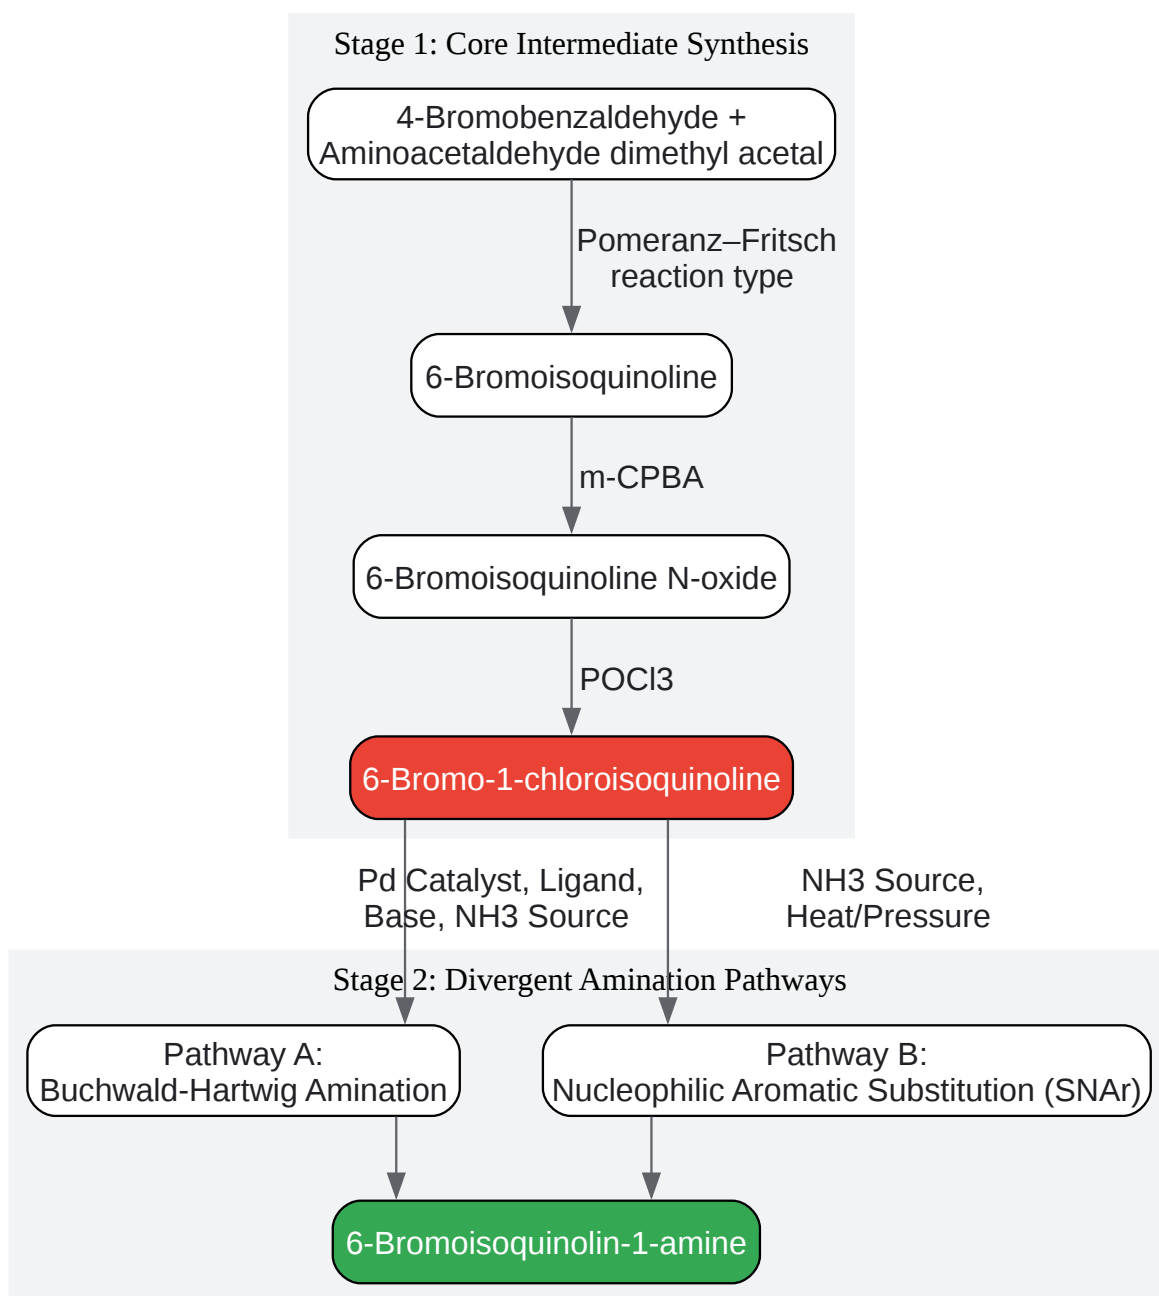 Stage 1: Core Intermediate Synthesis
4-Bromobenzaldehyde +
Aminoacetaldehyde dimethyl acetal
Pomeranz–Fritsch
reaction type
6-Bromoisoquinoline
m-CPBA
6-Bromoisoquinoline N-oxide
POCl3
6-Bromo-1-chloroisoquinoline
Pd Catalyst, Ligand,
Base, NH3 Source
NH3 Source,
Heat/Pressure
Stage 2: Divergent Amination Pathways
Pathway A:
Buchwald-Hartwig Amination
Pathway B:
Nucleophilic Aromatic Substitution (SNAr)
6-Bromoisoquinolin-1-amine